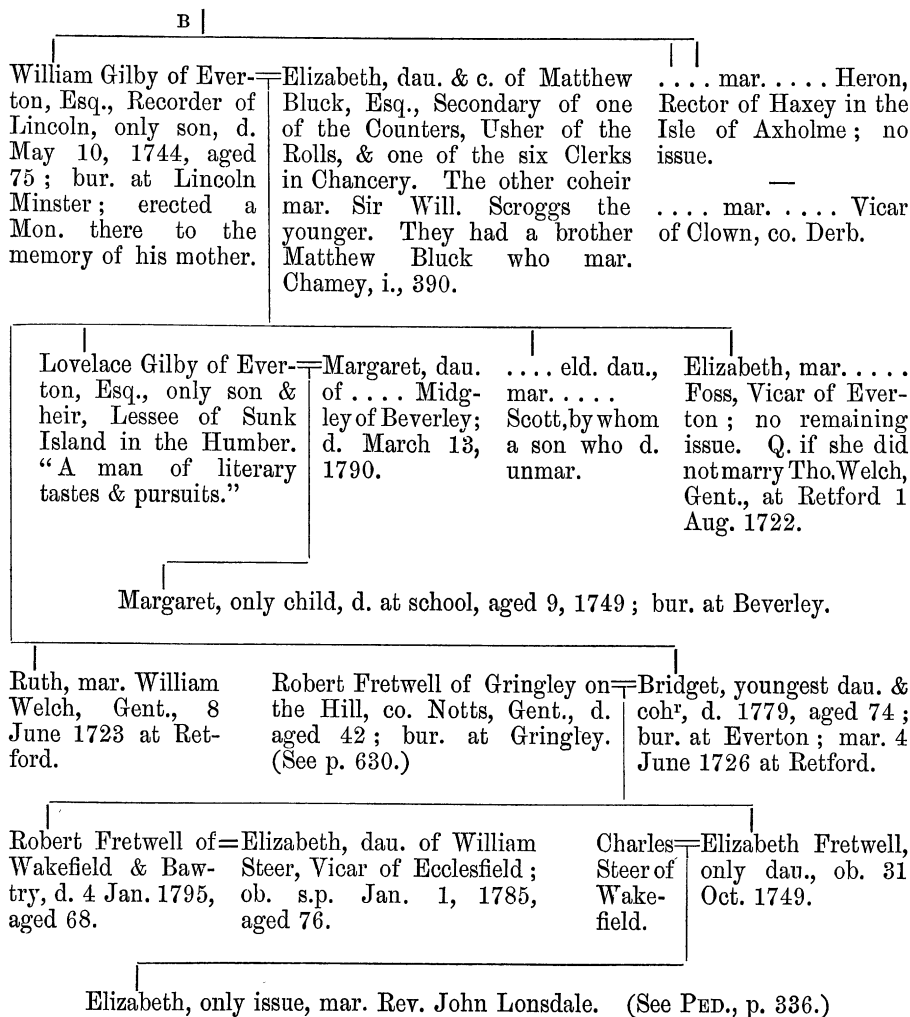 B
William Gilby of Ever-
ton, Esq., Recorder of
Lincoln, only son, d.
May 10, 1744, aged
75 ; bur. at Lincoln
Minster ; erected a
Mon. there to the
memory of his mother.
Elizabeth, dau. & c. of Matthew
Bluck, Esq., Secondary of one
of the Counters, Usher of the
Rolls, & one of the six Clerks
in Chancery. The other coheir
mar. Sir Will. Scroggs the
younger. They had a brother
Matthew Bluck who mar.
Chamey, i., 390.
. . . . mar. . . . . Heron,
Rector of Haxey in the
Isle of Axholme ; no
issue.
—
. . . . mar. . . . . Vicar
of Clown, co. Derb.
Lovelace Gilby of Ever-
ton, Esq., only son &
heir, Lessee of Sunk
Island in the Humber.
“A man of literary
tastes & pursuits.”
Margaret, dau.
of . . . . Midg-
ley of Beverley;
d. March 13,
1790.
. . . . eld. dau.,
mar. . . . .
Scott, by whom
a son who d.
unmar.
Elizabeth, mar. . . . .
Foss, Vicar of Ever-
ton ; no remaining
issue. Q. if she did
not marry Tho. Welch,
Gent., at Retford 1
Aug. 1722.
Margaret, only child, d. at school, aged 9, 1749 ; bur. at Beverley.
Ruth, mar. William
Welch, Gent., 8
June 1723 at Ret-
ford.
Robert Fretwell of Gringley on
the Hill, co. Notts, Gent., d.
aged 42 ; bur. at Gringley.
(See p. 630.)
Bridget, youngest dau. &
cohʳ, d. 1779, aged 74 ;
bur. at Everton ; mar. 4
June 1726 at Retford.
Robert Fretwell of
Wakefield & Baw-
try, d. 4 Jan. 1795,
aged 68.
=
Elizabeth, dau. of William
Steer, Vicar of Ecclesfield ;
ob. s.p. Jan. 1, 1785,
aged 76.
Charles
Steer of
Wake-
field.
Elizabeth Fretwell,
only dau., ob. 31
Oct. 1749.
Elizabeth, only issue, mar. Rev. John Lonsdale. (See PED., p. 336.)